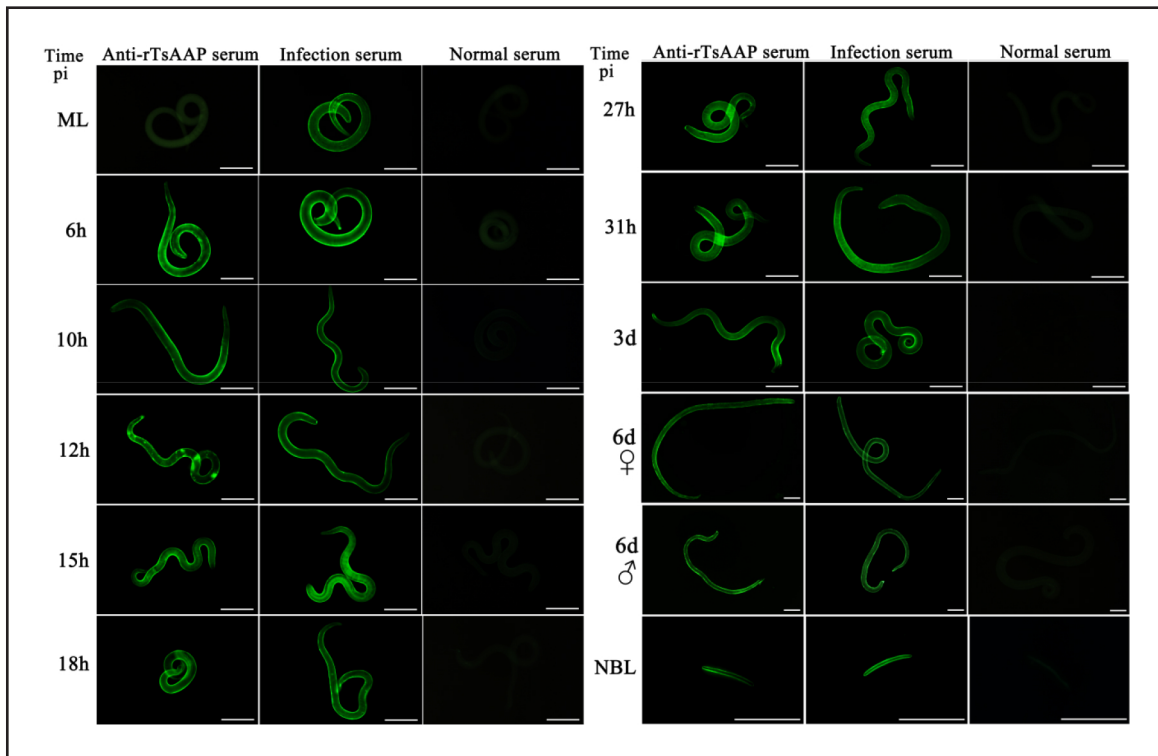 Time
pi
Anti-rTsAAP serum Infection serum Normal serum
ML
6h
10h
12h
15h
18h
Time
pi
Anti-rTsAAP serum Infection serum Normal serum
27h
31h
3d
6d
♀
6d
♂
NBL